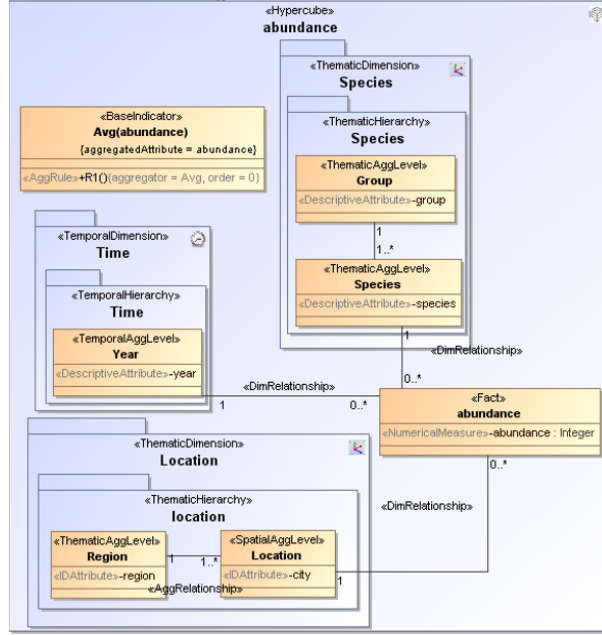 «Hypercube»
abundance
«ThematicDimension»
Species
«ThematicHierarchy»
Species
«BaseIndicator»
Avg(abundance)
{aggregatedAttribute = abundance}
«AggRule»+R1()(aggregator = Avg, order = 0)
«ThematicAggLevel»
Group
«DescriptiveAttribute»-group
1
1..*
«ThematicAggLevel»
Species
«DescriptiveAttribute»-species
1
«DimRelationship»
0..*
«TemporalDimension»
Time
«TemporalHierarchy»
Time
«TemporalAggLevel»
Year
«DescriptiveAttribute»-year
«DimRelationship»
1
0..*
«Fact»
abundance
«NumericalMeasure»-abundance : Integer
0..*
«DimRelationship»
«ThematicDimension»
Location
«ThematicHierarchy»
location
«ThematicAggLevel»
Region
«IDAttribute»-region
1
1..*
«AggRelationship»
«SpatialAggLevel»
Location
«IDAttribute»-city
1